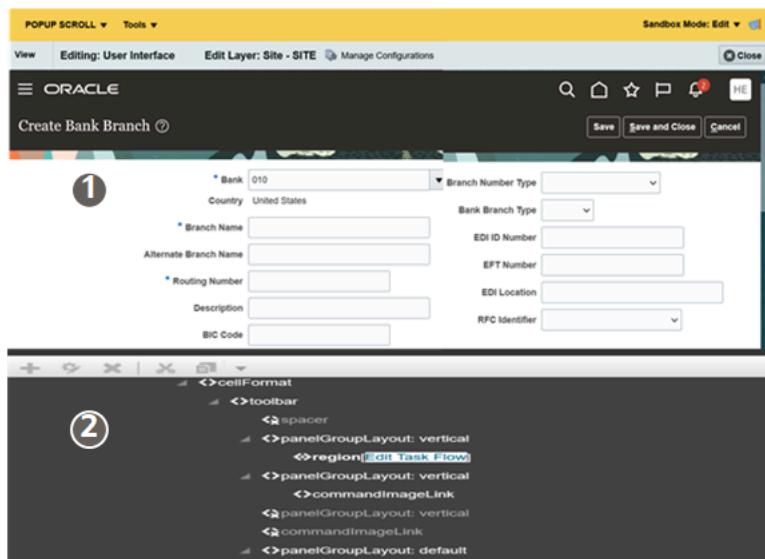 POPUP SCROLL Tools Sandbox Mode: Edit
View Editing: User Interface Edit Layer: Site - SITE Manage Configurations Close
ORACLE 2 HE
Create Bank Branch Save Save and Close Cancel
1
* Bank 010 Branch Number Type
Country United States Bank Branch Type
* Branch Name EDI ID Number
Alternate Branch Name EFT Number
* Routing Number EDI Location
Description RFC Identifier
BIC Code
<>cellFormat
<>toolbar
2
spacer
<>panelGroupLayout: vertical
<>region[Edit Task Flow]
<>panelGroupLayout: vertical
<>commandImageLink
panelGroupLayout: vertical
commandImageLink
<>panelGroupLayout: default